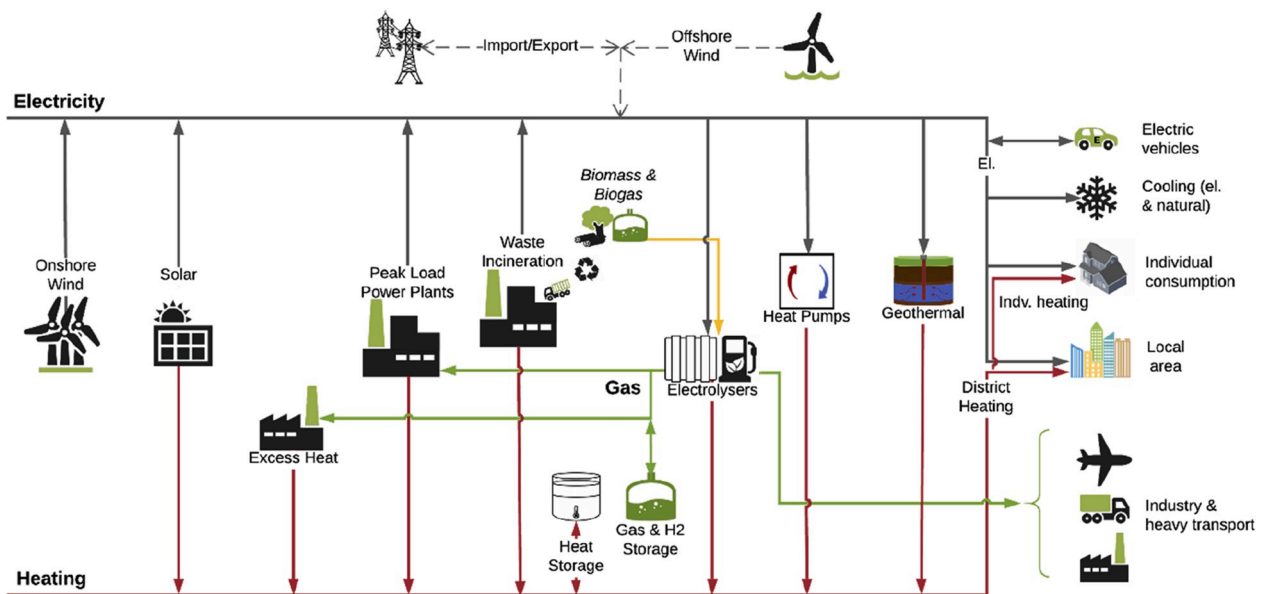 Import/Export
Offshore
Wind
Electricity
Electric
vehicles
E
El.
Biomass &
Biogas
Cooling (el.
& natural)
Onshore
Wind
Solar
Peak Load
Power Plants
Waste
Incineration
Individual
consumption
Indv. heating
Heat Pumps
Geothermal
Local
area
Gas
Electrolysers
District
Heating
Excess Heat
Gas & H2
Storage
Heat
Storage
Industry &
heavy transport
Heating